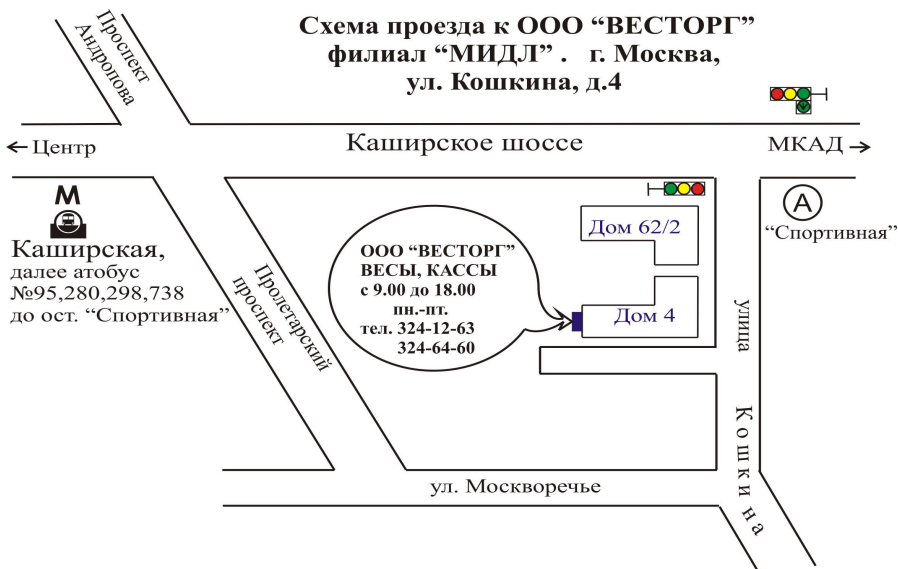 Схема проезда к ООО “ВЕСТОРГ”
филиал “МИДЛ” . г. Москва,
ул. Кошкина, д.4
Проспект
Андропова
← Центр
Каширское шоссе
МКАД →
М
Каширская,
далее атобус
№95,280,298,738
до ост. “Спортивная”
Пролетарский
проспект
ООО “ВЕСТОРГ”
ВЕСЫ, КАССЫ
с 9.00 до 18.00
пн.-пт.
тел. 324-12-63
324-64-60
Дом 62/2
Дом 4
А
“Спортивная”
улица Кошкина
ул. Москворечье